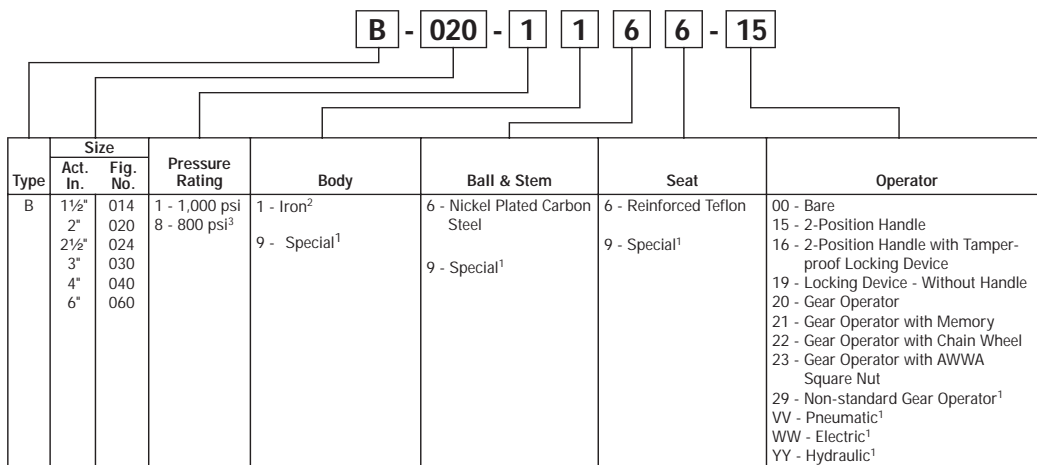 B - 020 - 1 1 6 6 - 15
Size
Type Act. In. Fig. No. Pressure Rating Body Ball & Stem Seat Operator
B
1½" 014
2" 020
2½" 024
3" 030
4" 040
6" 060
1 - 1,000 psi
8 - 800 psi³
1 - Iron²
9 - Special¹
6 - Nickel Plated Carbon
Steel
9 - Special¹
6 - Reinforced Teflon
9 - Special¹
00 - Bare
15 - 2-Position Handle
16 - 2-Position Handle with Tamper-
proof Locking Device
19 - Locking Device - Without Handle
20 - Gear Operator
21 - Gear Operator with Memory
22 - Gear Operator with Chain Wheel
23 - Gear Operator with AWWA
Square Nut
29 - Non-standard Gear Operator¹
VV - Pneumatic¹
WW - Electric¹
YY - Hydraulic¹